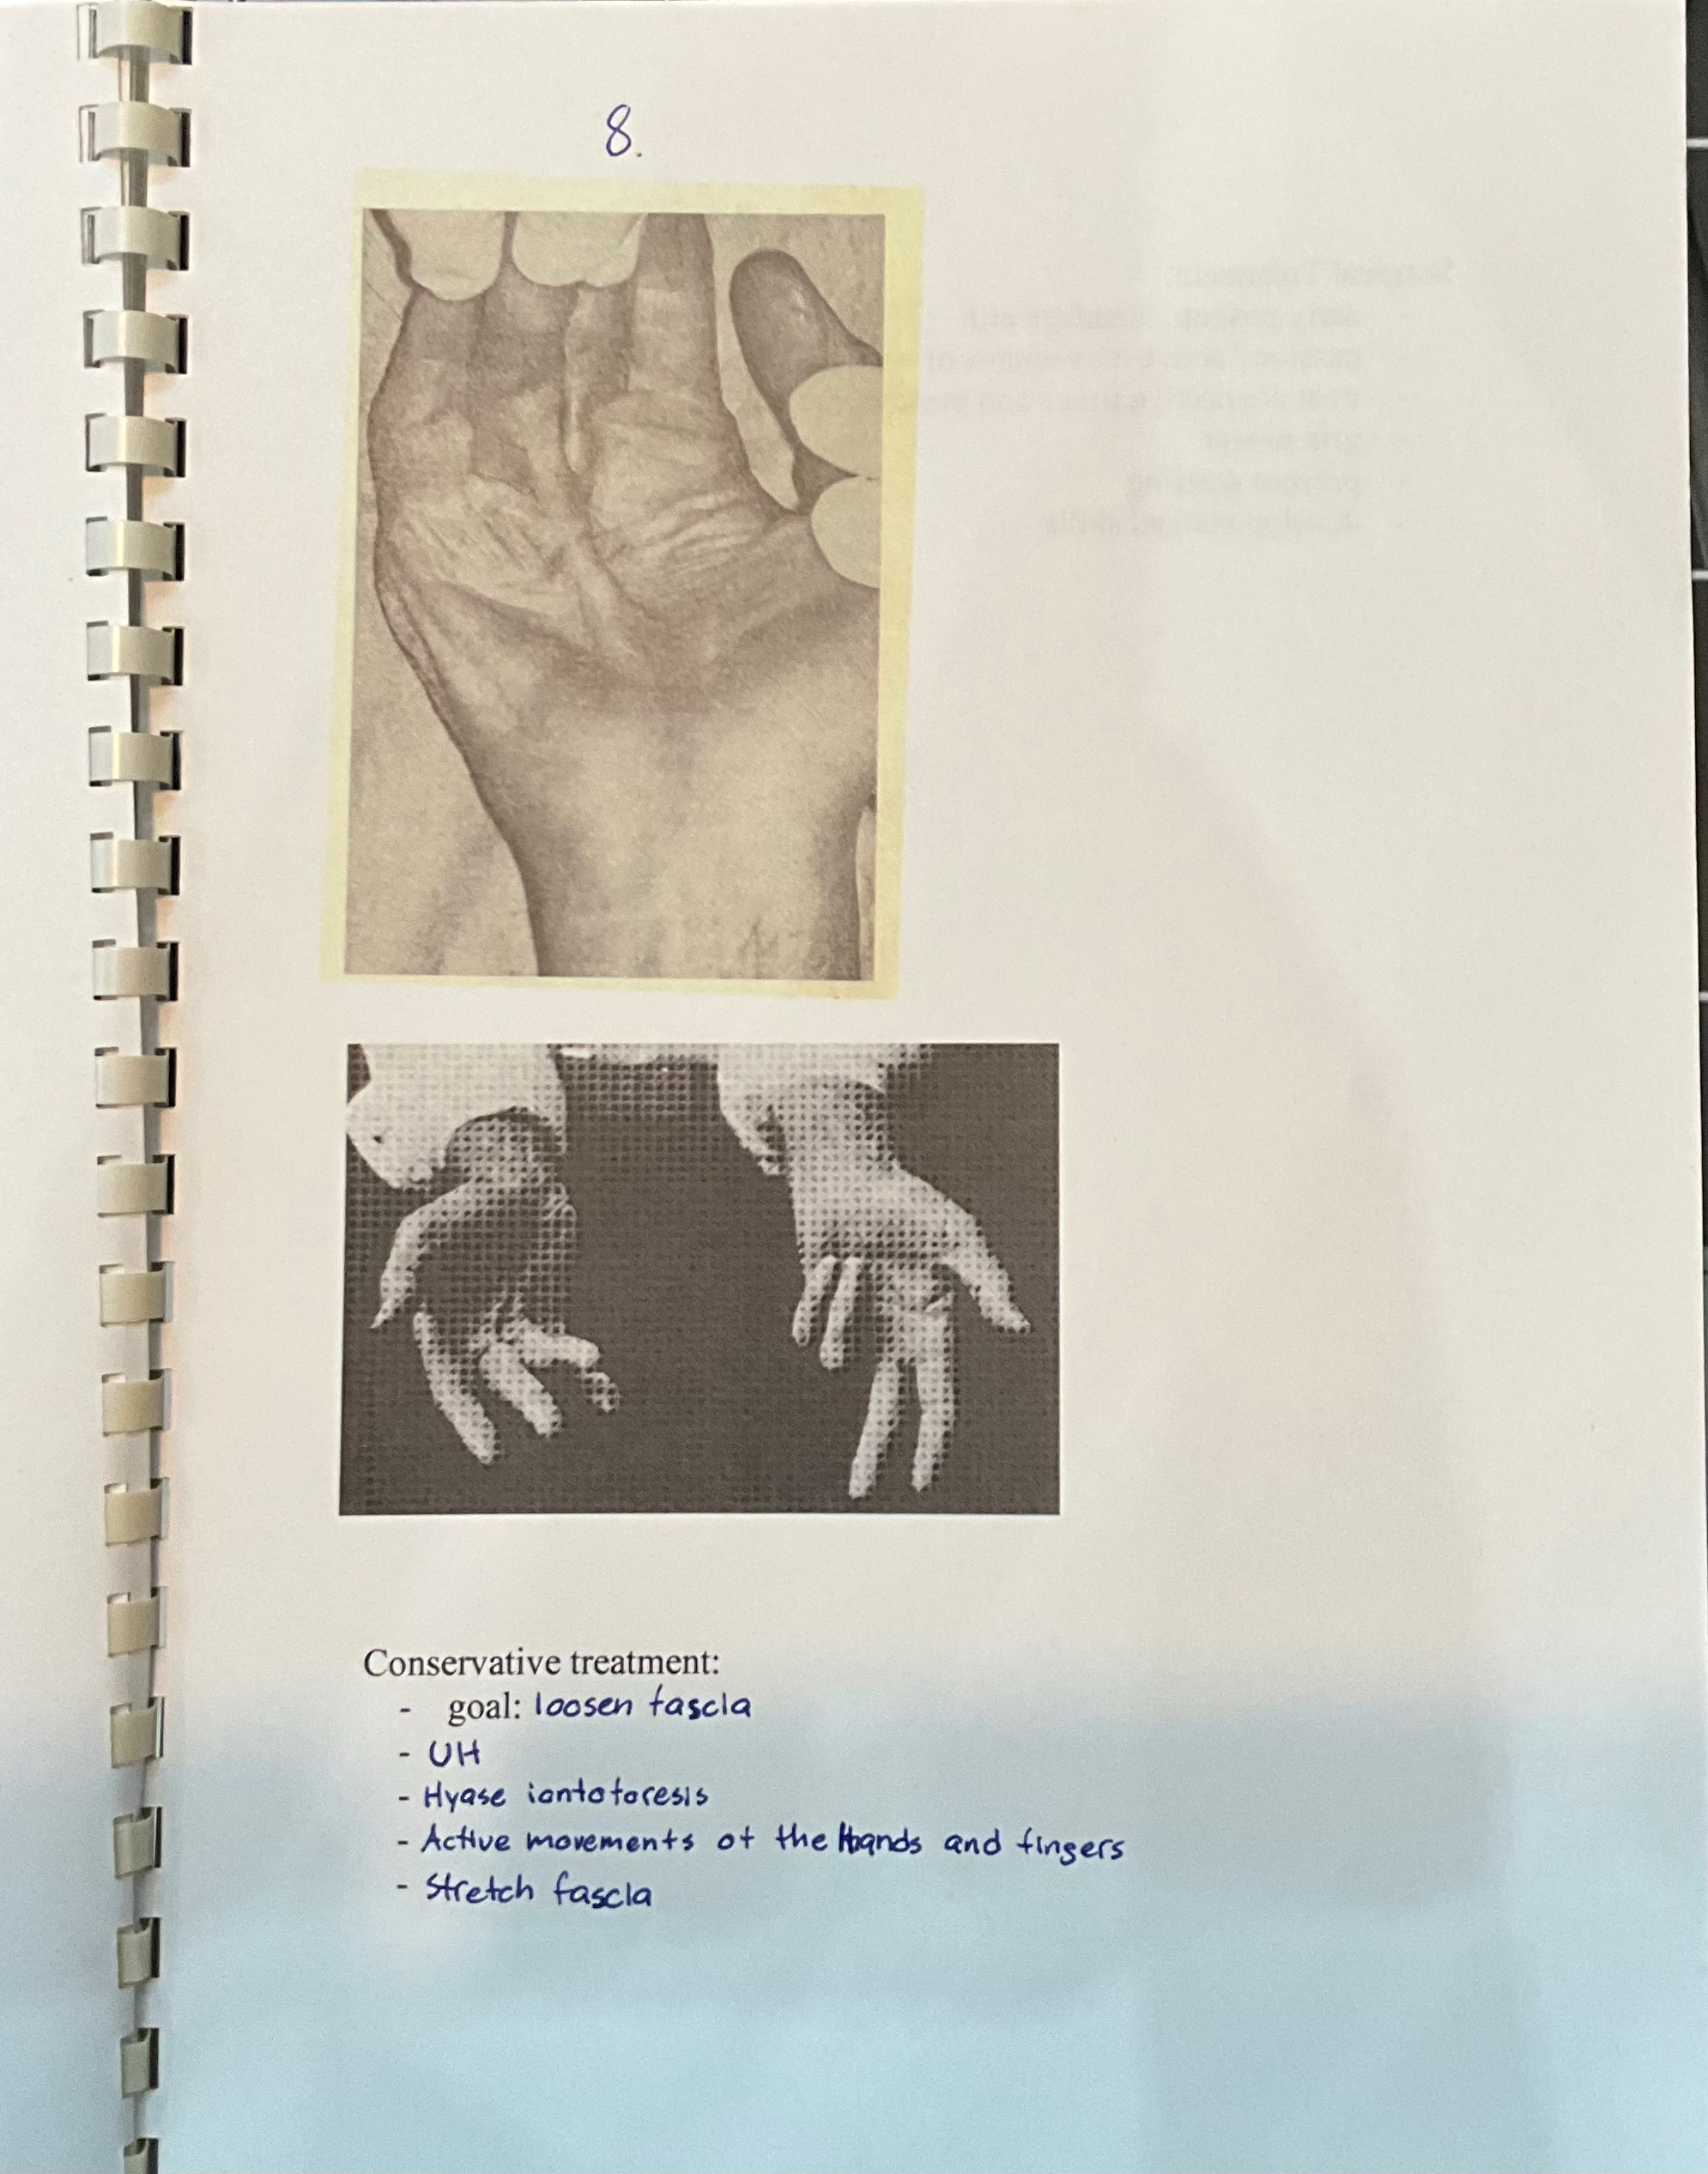 8.
Conservative treatment:
- goal: loosen fascia
- UH
- Hyase iontoforesis
- Active movements of the Hands and fingers
- Stretch fascia